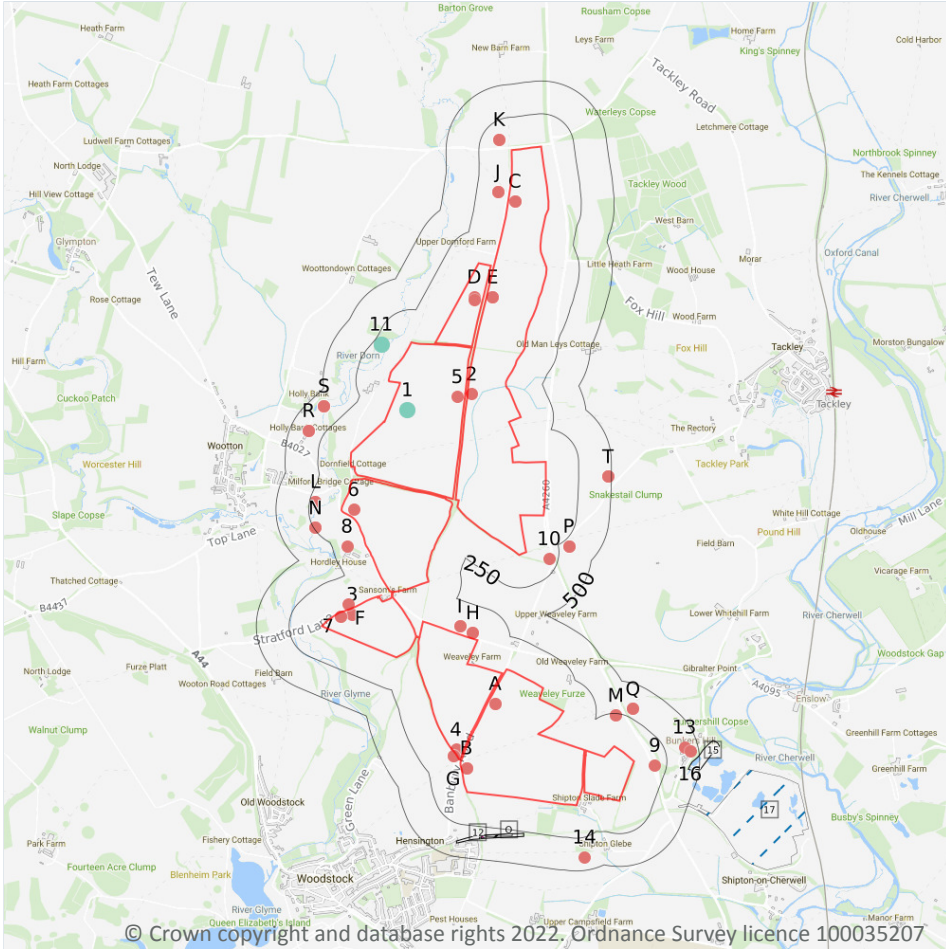 Barton Grove
Rousham Copse
Heath Farm
Leys Farm
Home Farm
Cold Harbor
New Barn Farm
King's Spinney
Tackley Road
Heath Farm Cottages
Waterleys Copse
K
Letchmere Cottage
Ludwell Farm Cottages
Northbrook Spinney
North Lodge
The Kennels Cottage
J
C
Tackley Wood
Hill View Cottage
River Cherwell
West Barn
Glympton
Upper Dornford Farm
Oxford Canal
Woottondown Cottages
Little Heath Farm
Wood House
Morar
D E
Tew Lane
Rose Cottage
Fox Hill
Wood Farm
11
River Dorn
Old Man Leys Cottage
Fox Hill
Tackley
Morston Bungalow
Hill Farm
5 2
S
1
Holly Bank
Cuckoo Patch
Tackley
R
Holly Bank Cottages
The Rectory
B4027
Wootton
T
Worcester Hill
Dornfield Cottage
Tackley Park
Milford Bridge Cottage
L
Snakestail Clump
A4260
6
N
Mill Lane
Slape Copse
White Hill Cottage
Top Lane
8
10
P
Pound Hill
Oldhouse
Field Barn
Hordley House
250
500
Thatched Cottage
Vicarage Farm
Sansom's Farm
B4437
3
7
F
I H
Upper Weaveley Farm
Lower Whitehill Farm
River Cherwell
Stratford Lane
A44
Weaveley Farm
Old Weaveley Farm
Woodstock Gap
North Lodge
Furze Platt
Gibralter Point
Field Barn
Wooton Road Cottages
A
A4095
Enslow
River Glyme
Weaveley Furze
M Q
Bunkershill Copse
Walnut Clump
4
13
Greenhill Farm Cottages
B
Bunkers Hill
15
9
River Cherwell
G
16
Greenhill Farm
Green Lane
Old Woodstock
Shipton Slade Farm
17
Busby's Spinney
Park Farm
Fishery Cottage
Hensington
12
O
14
Shipton Glebe
Fourteen Acre Clump
Blenheim Park
Woodstock
Shipton-on-Cherwell
River Glyme
Queen Elizabeth's Island
Pest Houses
Upper Campsfield Farm
Manor Farm
River Cherwell
© Crown copyright and database rights 2022. Ordnance Survey licence 100035207